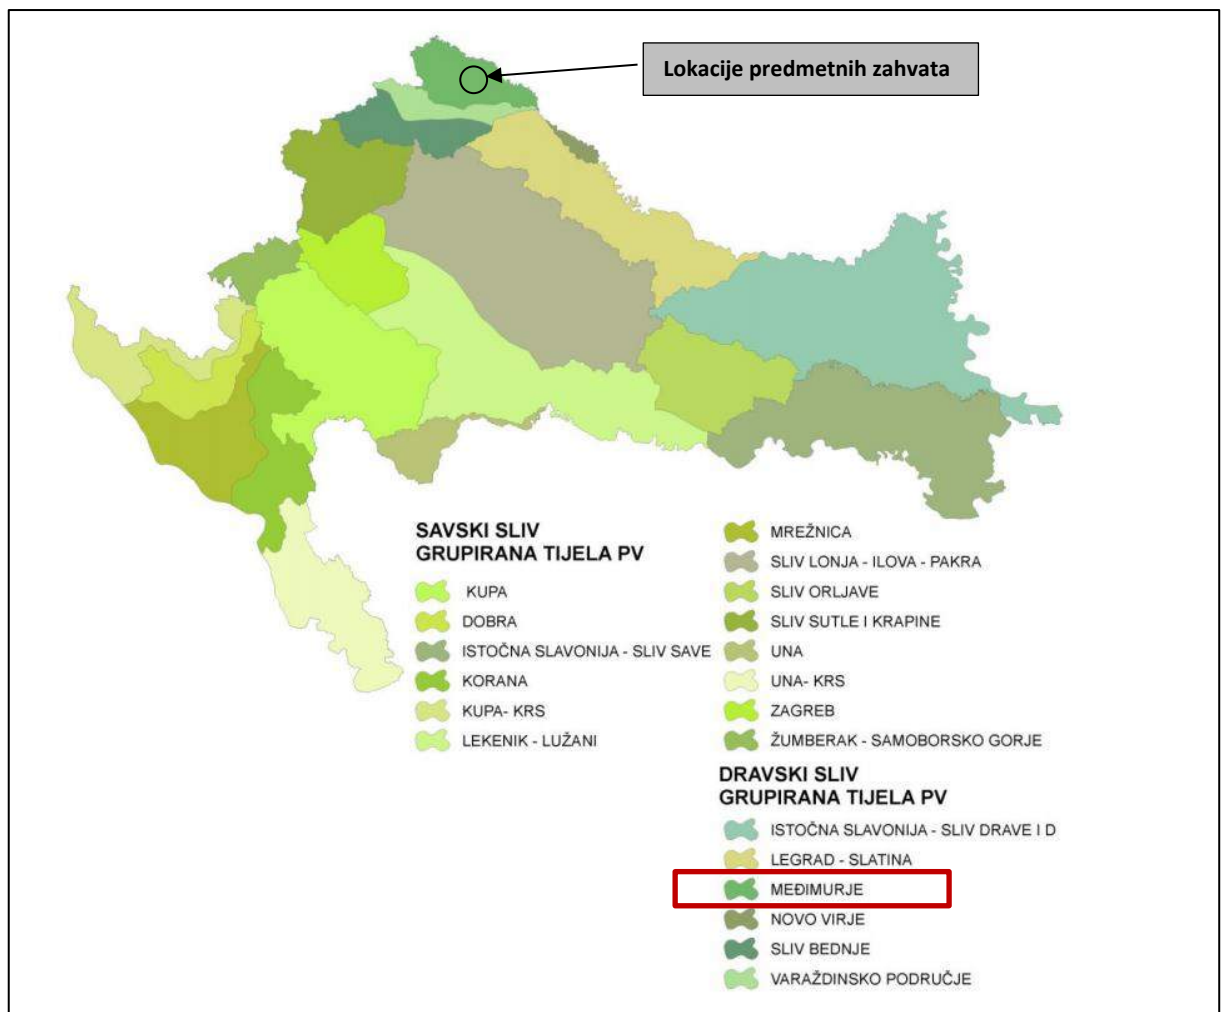 Lokacije predmetnih zahvata
SAVSKI SLIV
GRUPIRANA TIJELA PV
KUPA
DOBRA
ISTOČNA SLAVONIJA - SLIV SAVE
KORANA
KUPA- KRS
LEKENIK - LUŽANI
MREŽNICA
SLIV LONJA - ILOVA - PAKRA
SLIV ORLJAVE
SLIV SUTLE I KRAPINE
UNA
UNA- KRS
ZAGREB
ŽUMBERAK - SAMOBORSKO GORJE
DRAVSKI SLIV
GRUPIRANA TIJELA PV
ISTOČNA SLAVONIJA - SLIV DRAVE I D
LEGRAD - SLATINA
MEĐIMURJE
NOVO VIRJE
SLIV BEDNJE
VARAŽDINSKO PODRUČJE